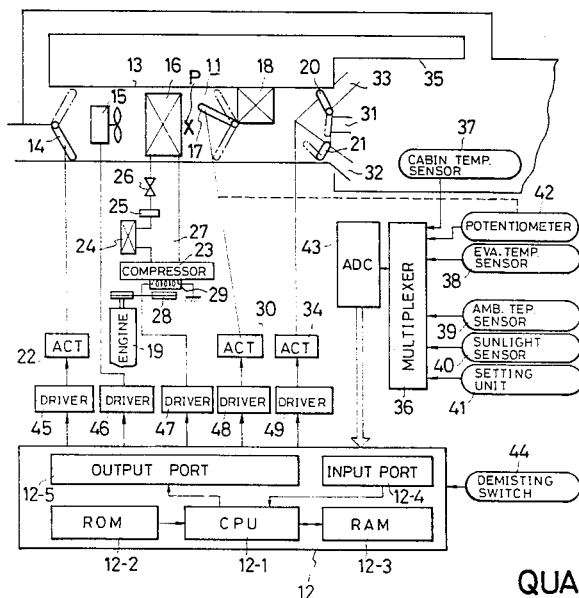 35
13
16
P
11
18
20
33
15
31
14
X
17
21
32
37
CABIN TEMP.
SENSOR
26
25
27
24
23
42
POTENTIOMETER
43
COMPRESSOR
29
EVA. TEMP.
SENSOR
38
ADC
MULTIPLEXER
28
30
34
22
ACT
ENGINE
19
ACT
ACT
AMB. TEP.
SENSOR
39
SUNLIGHT
SENSOR
40
36
SETTING
UNIT
41
DRIVER
DRIVER
DRIVER
DRIVER
DRIVER
45
46
47
48
49
44
12-5
OUTPUT PORT
INPUT PORT
12-4
DEMISTING
SWITCH
ROM
CPU
RAM
12-2
12-1
12
12-3
QUA